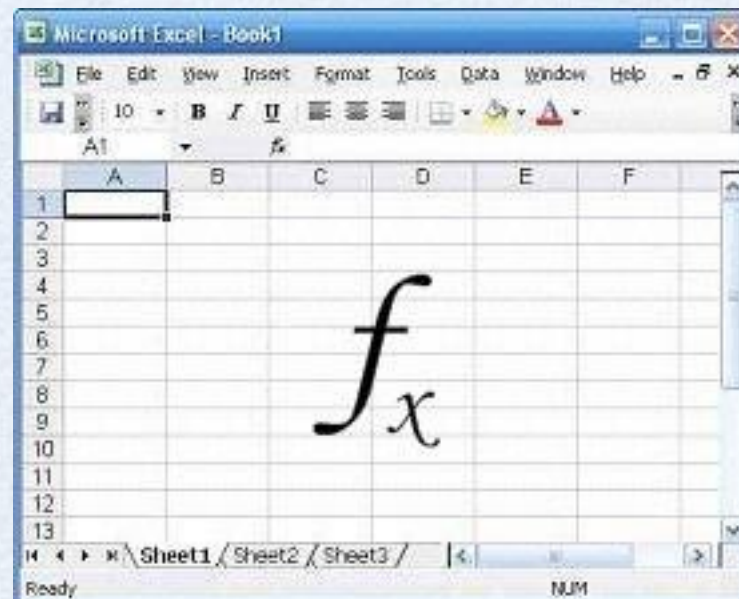 Microsoft Excel - Book1
File Edit View Insert Format Tools Data Window Help
10 B I U A
A1 fx
A B C D E F
1
2
3
4
5
6
7
8
9
10
11
12
13
fx
Sheet1 Sheet2 Sheet3
Ready NUM